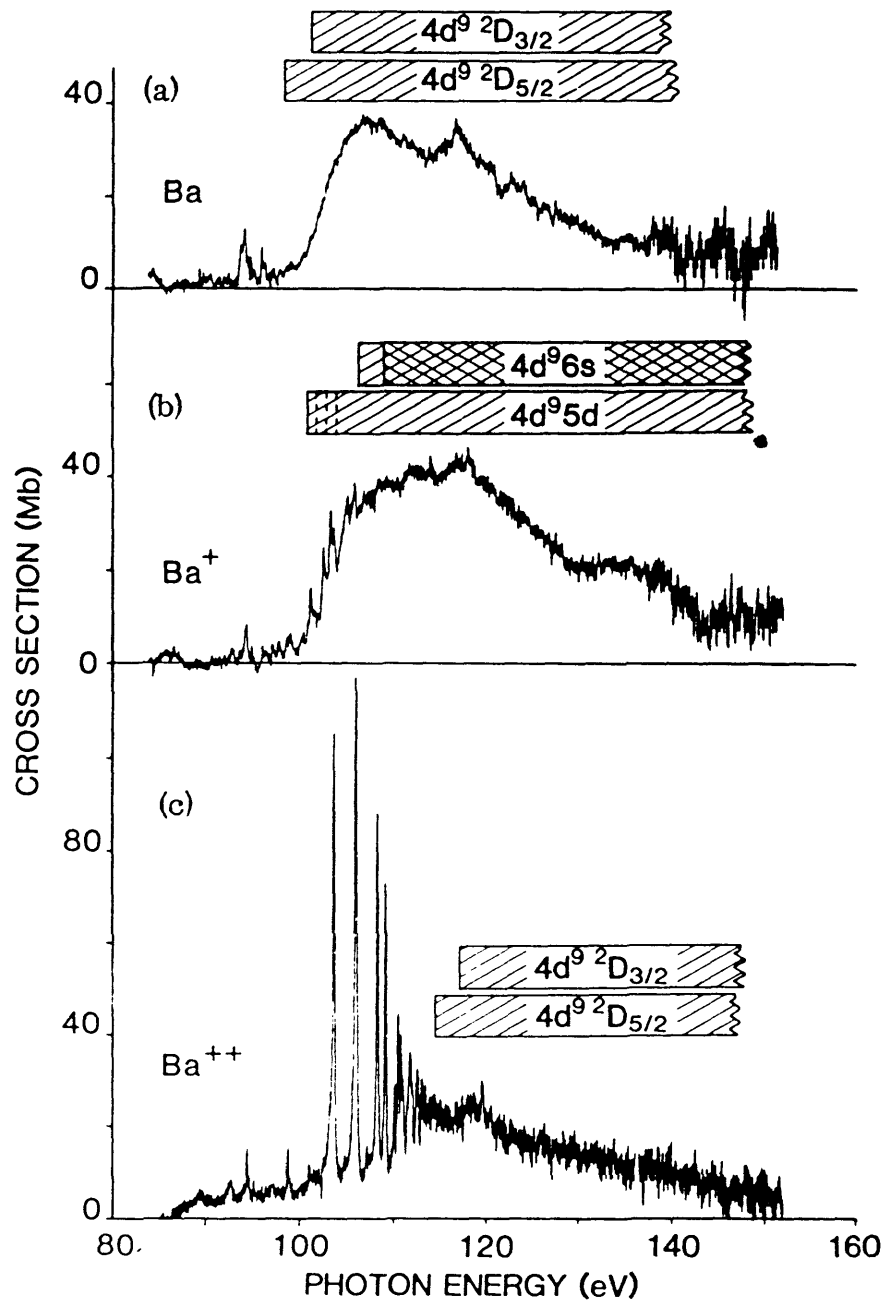 4d⁹ ²D₃/₂
4d⁹ ²D₅/₂
(a)
40
Ba
0
4d⁹6s
4d⁹5d
(b)
40
Ba⁺
0
CROSS SECTION (Mb)
(c)
80
4d⁹ ²D₃/₂
4d⁹ ²D₅/₂
40
Ba⁺⁺
0
80 100 120 140 160
PHOTON ENERGY (eV)